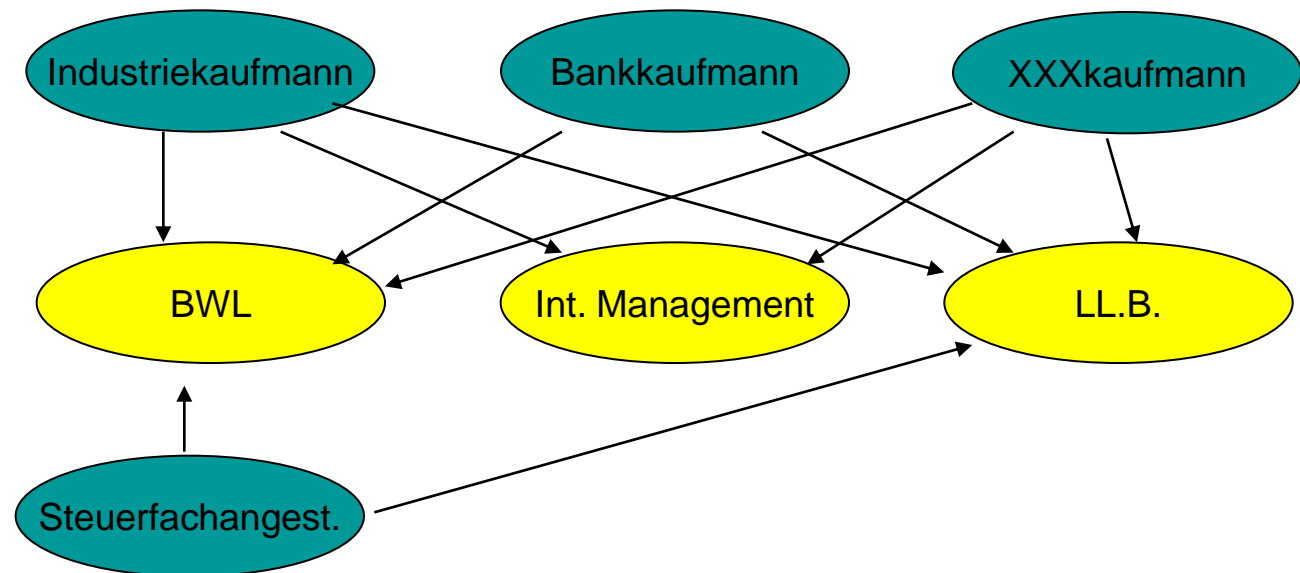 Industriekaufmann
Bankkaufmann
XXXkaufmann
BWL
Int. Management
LL.B.
Steuerfachangest.